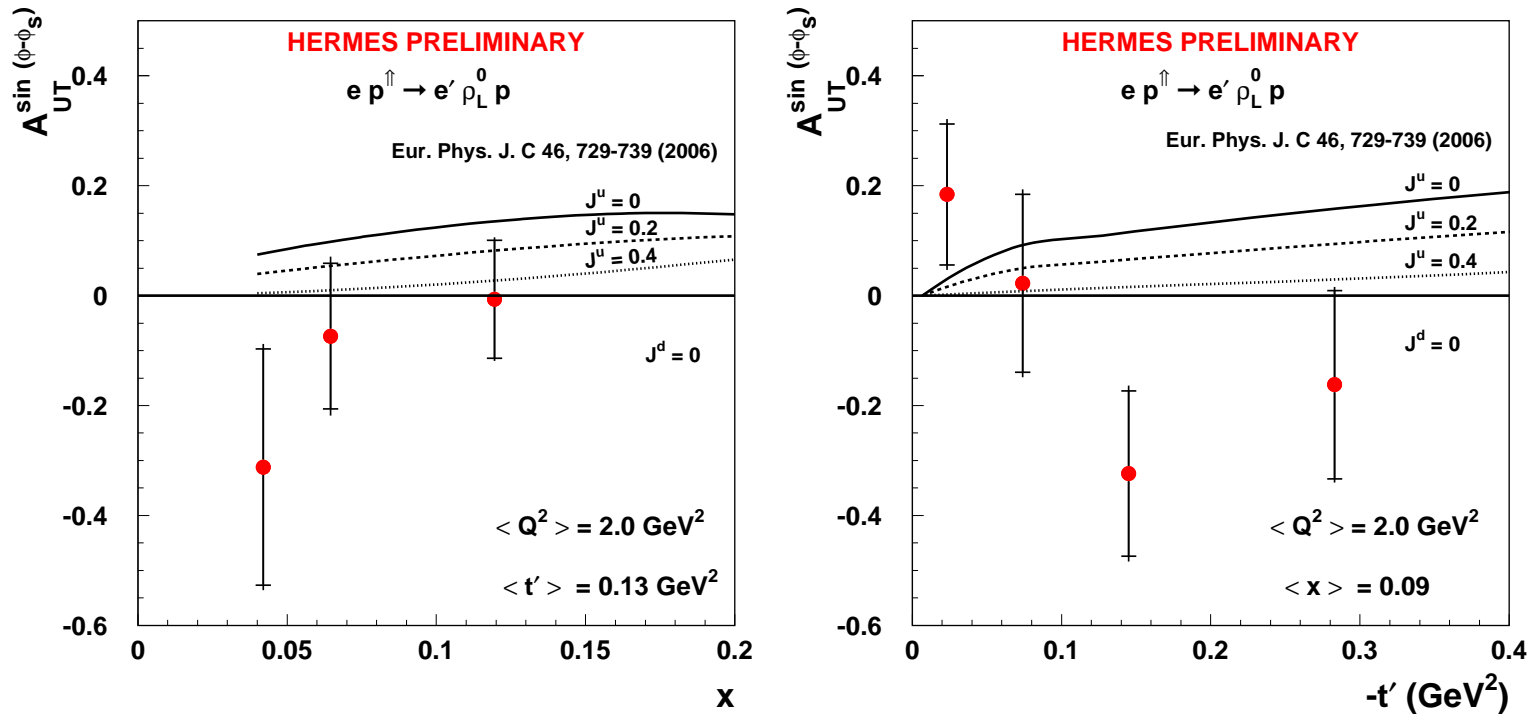 A_UT^sin (ϕ-ϕ_s)
HERMES PRELIMINARY
e p^⇑ → e′ ρ_L^0 p
Eur. Phys. J. C 46, 729-739 (2006)
J^u = 0
J^u = 0.2
J^u = 0.4
J^d = 0
< Q^2 > = 2.0 GeV^2
< t′ > = 0.13 GeV^2
0.4
0.2
0
-0.2
-0.4
-0.6
0 0.05 0.1 0.15 0.2
x
A_UT^sin (ϕ-ϕ_s)
HERMES PRELIMINARY
e p^⇑ → e′ ρ_L^0 p
Eur. Phys. J. C 46, 729-739 (2006)
J^u = 0
J^u = 0.2
J^u = 0.4
J^d = 0
< Q^2 > = 2.0 GeV^2
< x > = 0.09
0.4
0.2
0
-0.2
-0.4
-0.6
0 0.1 0.2 0.3 0.4
-t′ (GeV^2)